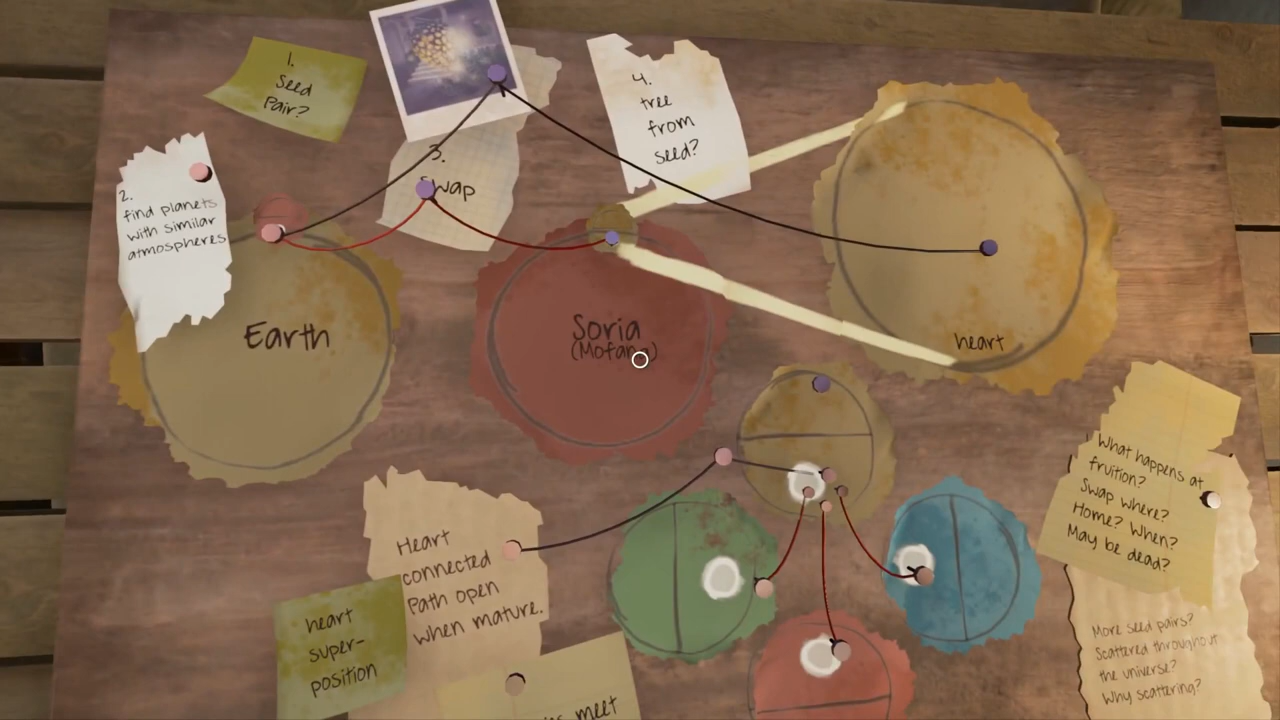 1.
Seed
Pair?
2.
find planets
with similar
atmospheres
3.
Swap
4.
tree
from
seed?
Earth
Soria
(Mofang)
heart
Heart
connected
Path open
when mature.
heart
super-
position
meet
What happens at
fruition?
Swap where?
Home? When?
May be dead?
More seed pairs?
Scattered throughout
the universe?
Why scattering?